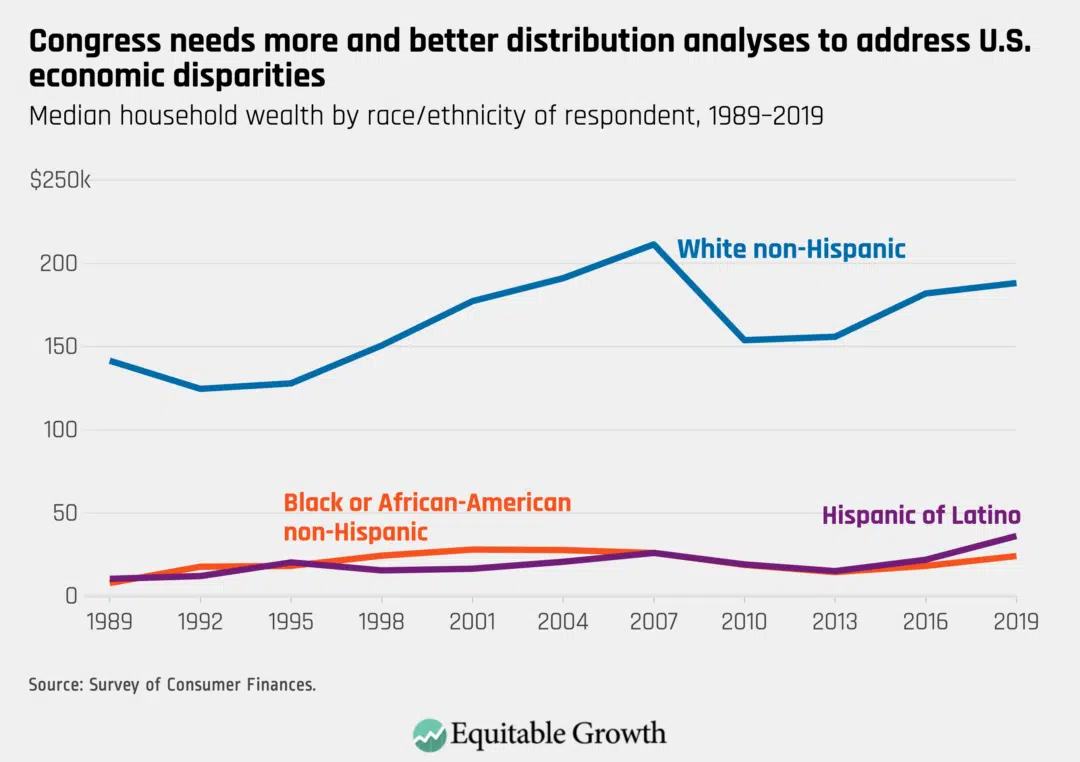 Congress needs more and better distribution analyses to address U.S.
economic disparities
Median household wealth by race/ethnicity of respondent, 1989–2019
$250k
200
150
100
50
0
White non-Hispanic
Black or African-American
non-Hispanic
Hispanic of Latino
1989 1992 1995 1998 2001 2004 2007 2010 2013 2016 2019
Source: Survey of Consumer Finances.
Equitable Growth